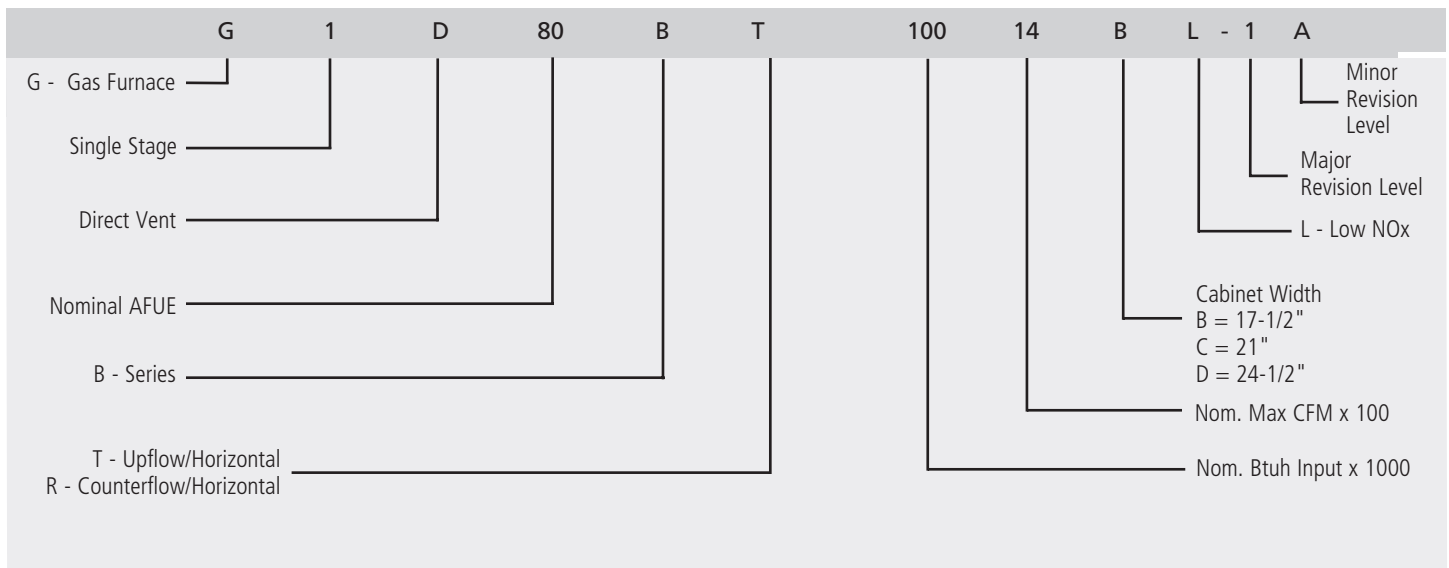 G 1 D 80 B T 100 14 B L - 1 A
G - Gas Furnace
Single Stage
Direct Vent
Nominal AFUE
B - Series
T - Upflow/Horizontal
R - Counterflow/Horizontal
Minor
Revision
Level
Major
Revision Level
L - Low NOx
Cabinet Width
B = 17-1/2"
C = 21"
D = 24-1/2"
Nom. Max CFM x 100
Nom. Btuh Input x 1000